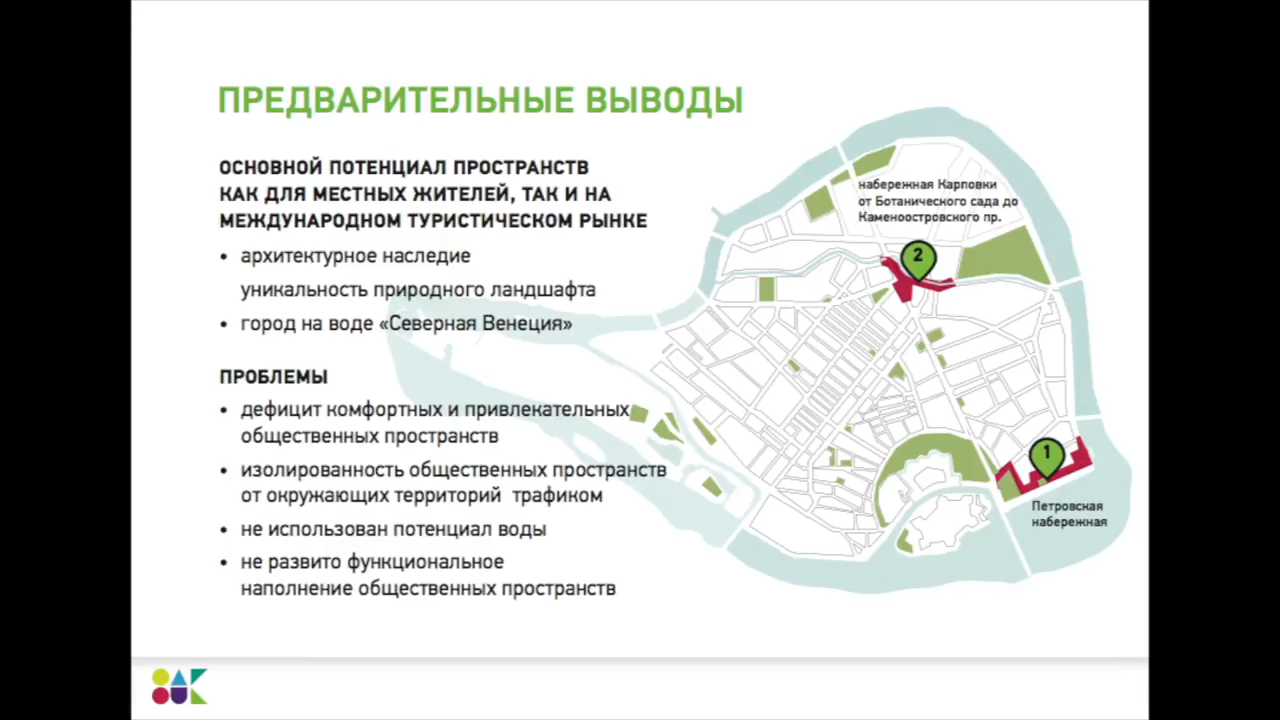 ПРЕДВАРИТЕЛЬНЫЕ ВЫВОДЫ
ОСНОВНОЙ ПОТЕНЦИАЛ ПРОСТРАНСТВ
КАК ДЛЯ МЕСТНЫХ ЖИТЕЛЕЙ, ТАК И НА
МЕЖДУНАРОДНОМ ТУРИСТИЧЕСКОМ РЫНКЕ
• архитектурное наследие
уникальность природного ландшафта
• город на воде «Северная Венеция»
ПРОБЛЕМЫ
• дефицит комфортных и привлекательных
общественных пространств
• изолированность общественных пространств
от окружающих территорий трафиком
• не использован потенциал воды
• не развито функциональное
наполнение общественных пространств
набережная Карповки
от Ботанического сада до
Каменоостровского пр.
2
1
Петровская
набережная